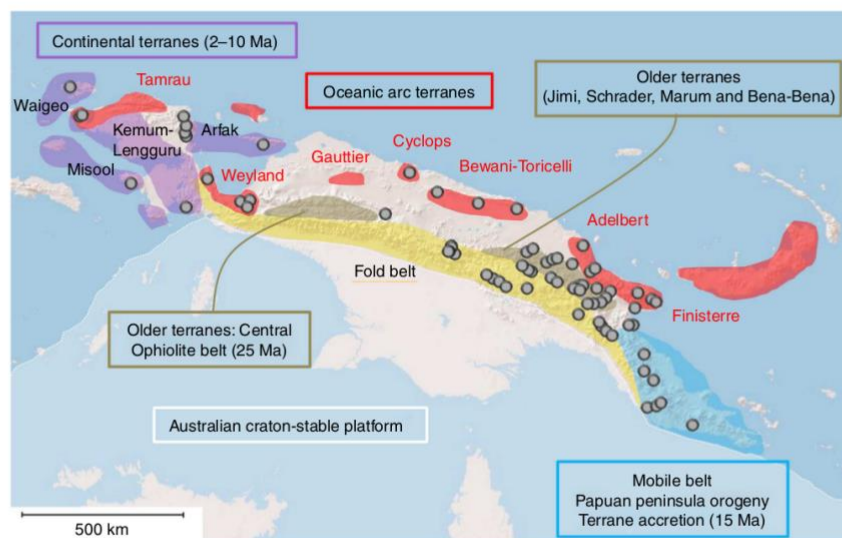 Continental terranes (2–10 Ma)
Tamrau
Waigeo
Kemum-
Lengguru
Arfak
Misool
Weyland
Oceanic arc terranes
Gauttier
Cyclops
Bewani-Toricelli
Older terranes
(Jimi, Schrader, Marum and Bena-Bena)
Adelbert
Finisterre
Fold belt
Older terranes: Central
Ophiolite belt (25 Ma)
Australian craton-stable platform
Mobile belt
Papuan peninsula orogeny
Terrane accretion (15 Ma)
500 km